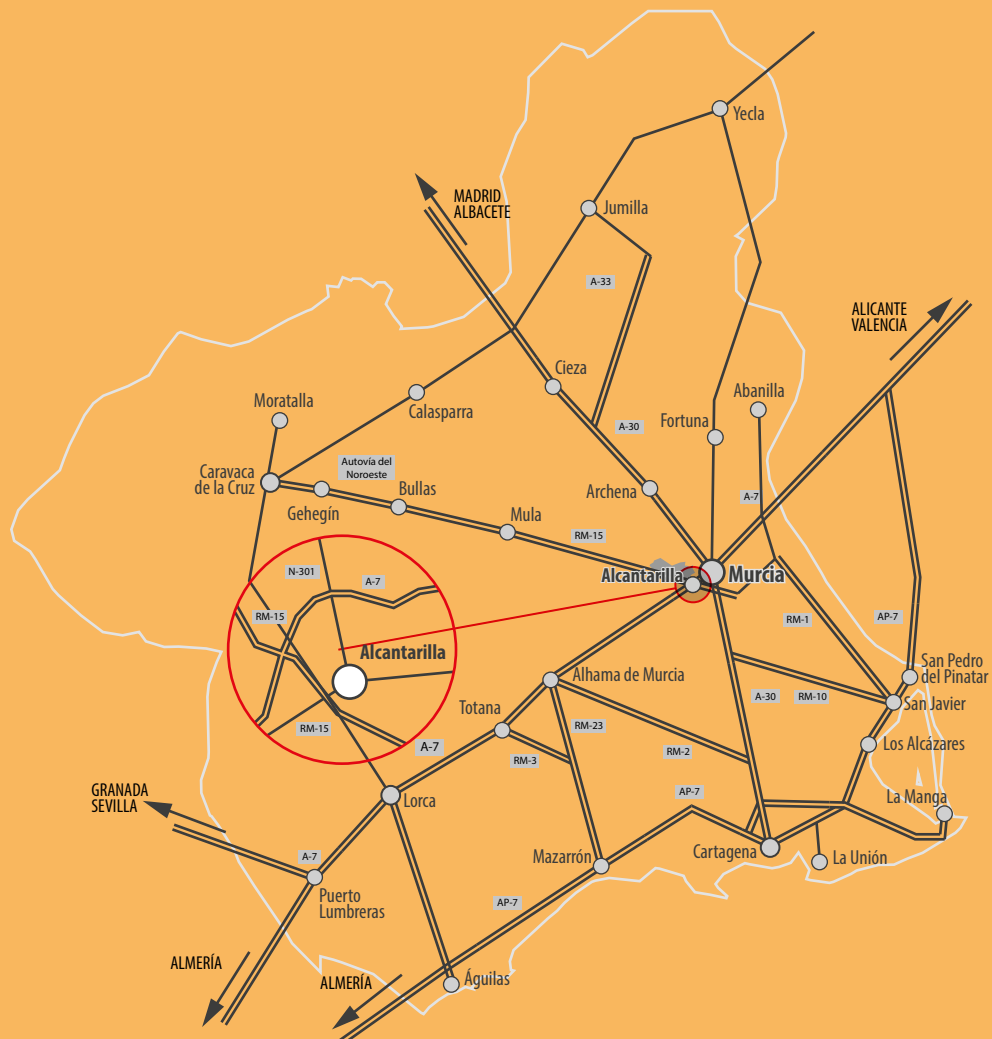 Yecla
MADRID
ALBACETE
Jumilla
A-33
ALICANTE
VALENCIA
Cieza
Moratalla
Calasparra
Abanilla
Fortuna
A-30
Caravaca
de la Cruz
Autovía del
Noroeste
Gehegín
Bullas
Archena
A-7
Mula
RM-15
N-301
A-7
Alcantarilla
Murcia
RM-15
RM-1
AP-7
Alcantarilla
San Pedro
del Pinatar
Alhama de Murcia
A-30
RM-10
San Javier
Totana
RM-23
RM-15
A-7
RM-3
RM-2
Los Alcázares
GRANADA
SEVILLA
Lorca
AP-7
La Manga
A-7
Mazarrón
Cartagena
La Unión
Puerto
Lumbreras
AP-7
ALMERÍA
ALMERÍA
Águilas